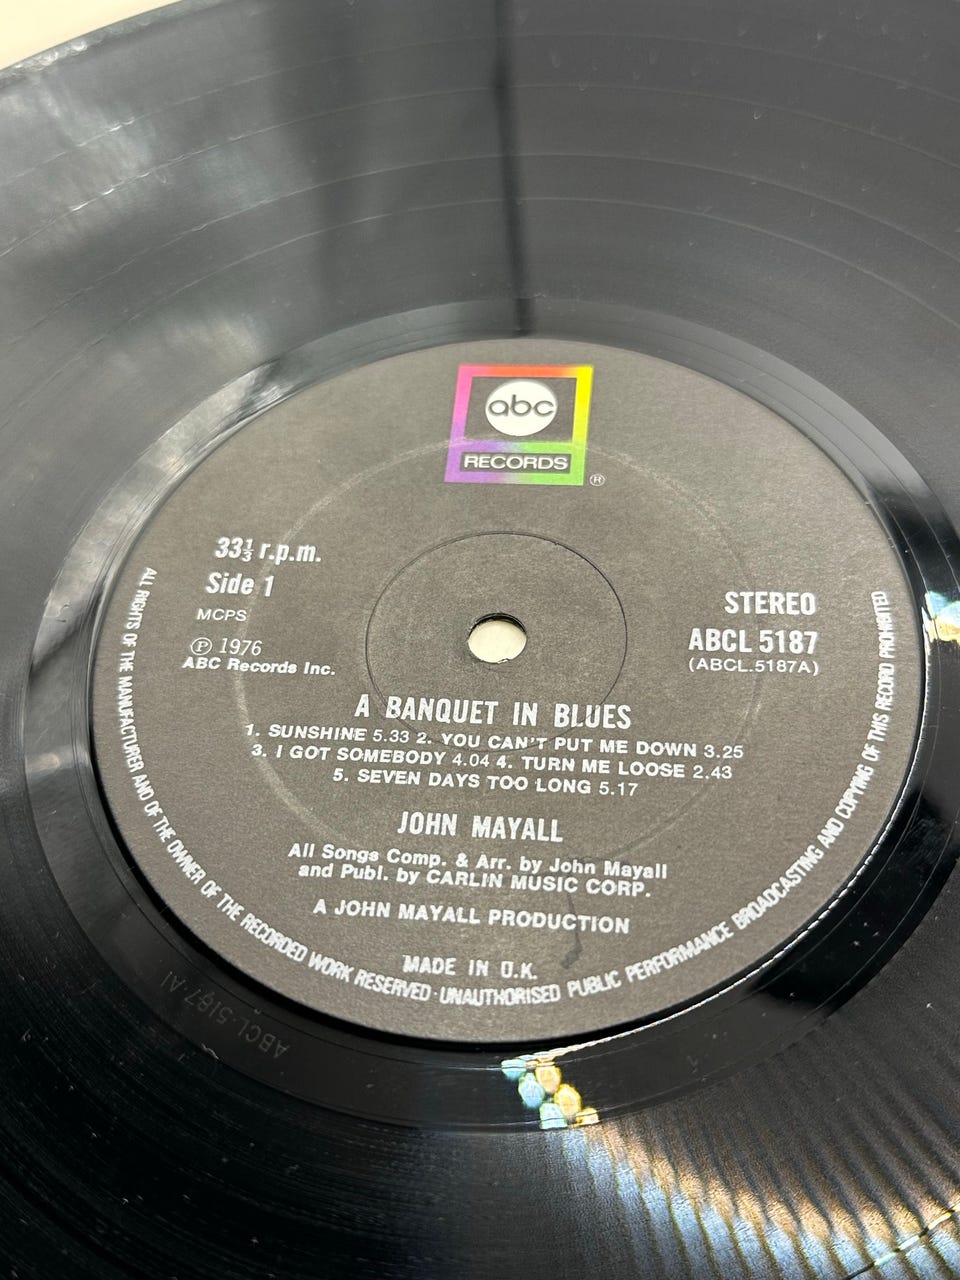 abc
RECORDS
®
33⅓ r.p.m.
Side 1
MCPS
℗ 1976
ABC Records Inc.
STEREO
ABCL 5187
(ABCL.5187A)
A BANQUET IN BLUES
1. SUNSHINE 5.33 2. YOU CAN'T PUT ME DOWN 3.25
3. I GOT SOMEBODY 4.04 4. TURN ME LOOSE 2.43
5. SEVEN DAYS TOO LONG 5.17
JOHN MAYALL
All Songs Comp. & Arr. by John Mayall
and Publ. by CARLIN MUSIC CORP.
A JOHN MAYALL PRODUCTION
MADE IN U.K.
ALL RIGHTS OF THE MANUFACTURER AND OF THE OWNER OF THE RECORDED WORK RESERVED · UNAUTHORISED PUBLIC PERFORMANCE BROADCASTING AND COPYING OF THIS RECORD PROHIBITED
ABCL·5187 A1